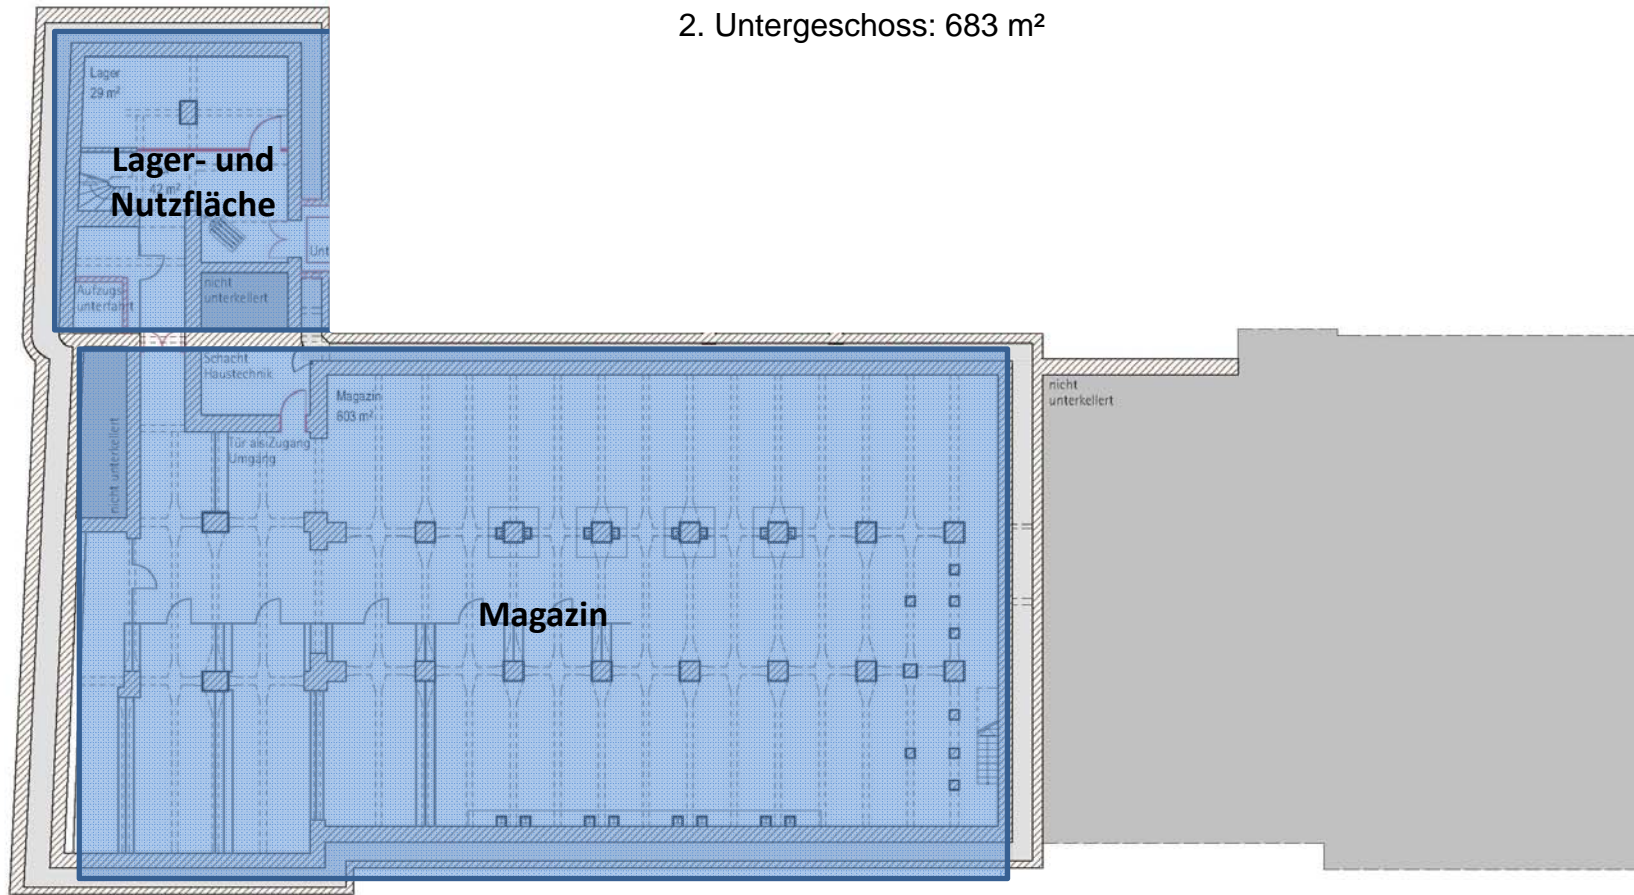 2. Untergeschoss: 683 m²
Lager
29 m²
Lager- und
42 m²
Nutzfläche
Unt
Aufzugs-
unterfahrt
nicht
unterkellert
Schacht
Haustechnik
Magazin
603 m²
nicht
unterkellert
nicht unterkellert
Tür als Zugang
Umgang
Magazin